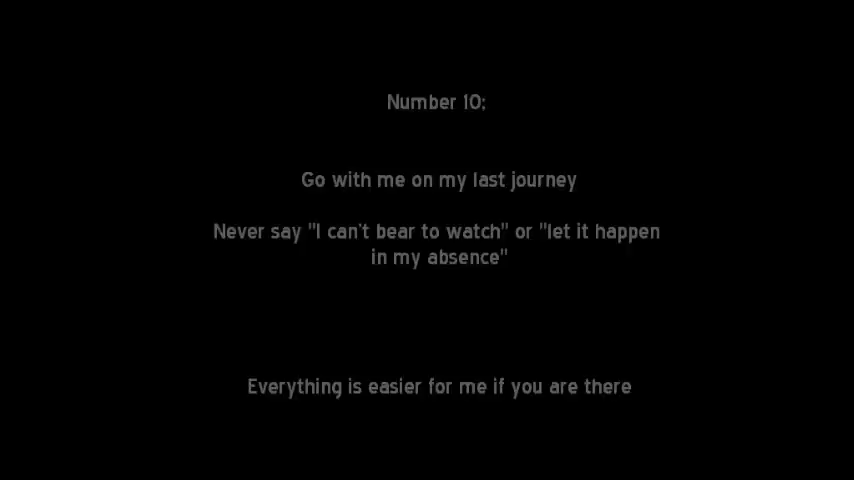 Number 10;
Go with me on my last journey
Never say "I can't bear to watch" or "let it happen
in my absence"
Everything is easier for me if you are there